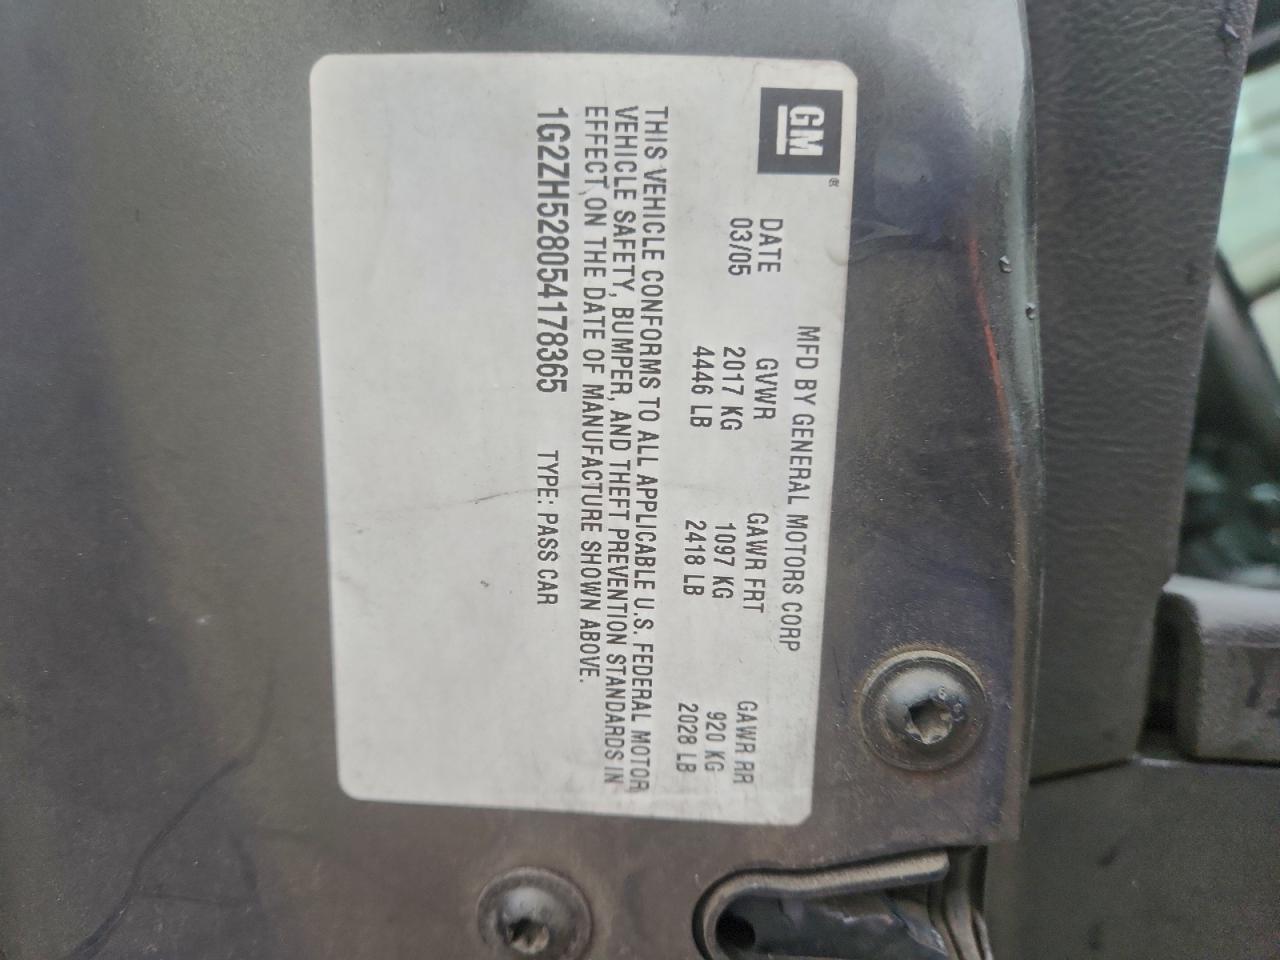 GM®
MFD BY GENERAL MOTORS CORP
DATE GVWR GAWR FRT GAWR RR
03/05 2017 KG 1097 KG 920 KG
4446 LB 2418 LB 2028 LB
THIS VEHICLE CONFORMS TO ALL APPLICABLE U.S. FEDERAL MOTOR
VEHICLE SAFETY, BUMPER, AND THEFT PREVENTION STANDARDS IN
EFFECT ON THE DATE OF MANUFACTURE SHOWN ABOVE.
1G2ZH528054178365 TYPE: PASS CAR